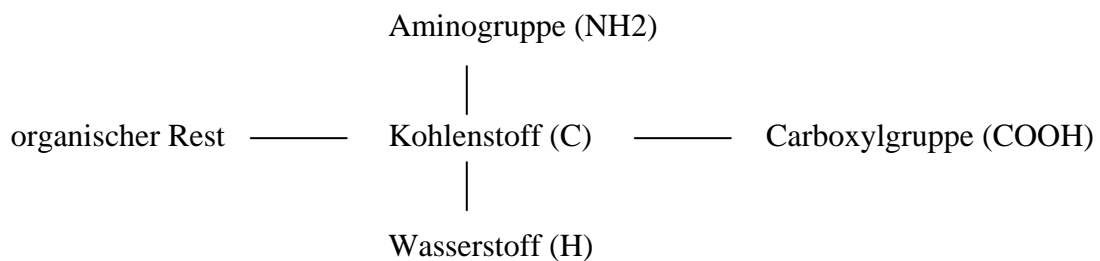 Aminogruppe (NH2)
organischer Rest Kohlenstoff (C) Carboxylgruppe (COOH)
Wasserstoff (H)